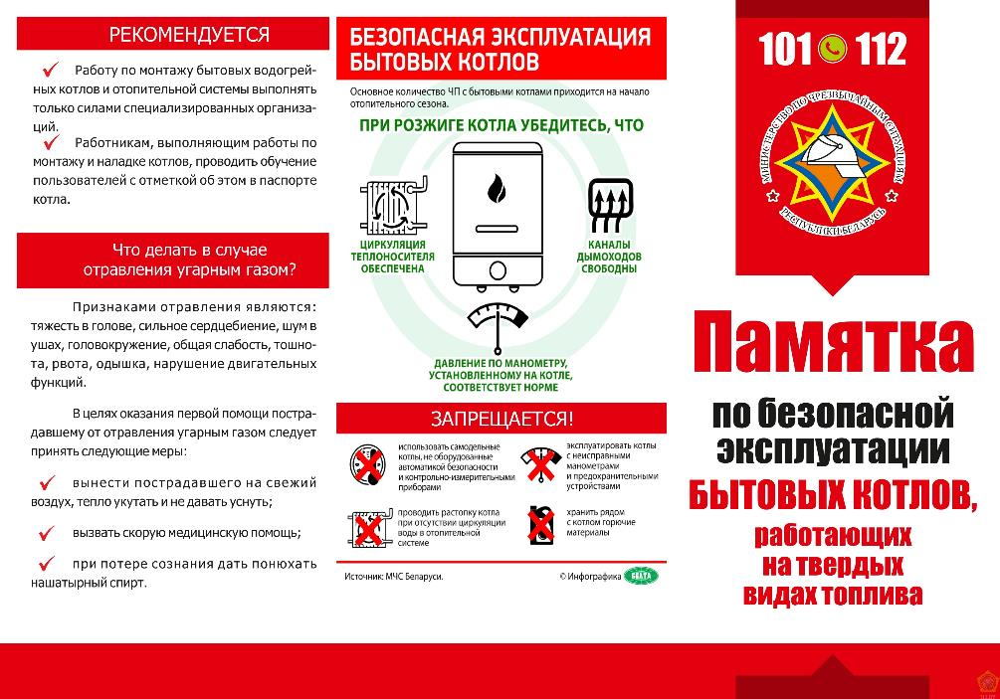 РЕКОМЕНДУЕТСЯ
Работу по монтажу бытовых водогрей-
ных котлов и отопительной системы выполнять
только силами специализированных организа-
ций.
Работникам, выполняющим работы по
монтажу и наладке котлов, проводить обучение
пользователей с отметкой об этом в паспорте
котла.
Что делать в случае
отравления угарным газом?
Признаками отравления являются:
тяжесть в голове, сильное сердцебиение, шум в
ушах, головокружение, общая слабость, тошно-
та, рвота, одышка, нарушение двигательных
функций.
В целях оказания первой помощи постра-
давшему от отравления угарным газом следует
принять следующие меры:
вынести пострадавшего на свежий
воздух, тепло укутать и не давать уснуть;
вызвать скорую медицинскую помощь;
при потере сознания дать понюхать
нашатырный спирт.
БЕЗОПАСНАЯ ЭКСПЛУАТАЦИЯ
БЫТОВЫХ КОТЛОВ
Основное количество ЧП с бытовыми котлами приходится на начало
отопительного сезона.
ПРИ РОЗЖИГЕ КОТЛА УБЕДИТЕСЬ, ЧТО
ЦИРКУЛЯЦИЯ
ТЕПЛОНОСИТЕЛЯ
ОБЕСПЕЧЕНА
КАНАЛЫ
ДЫМОХОДОВ
СВОБОДНЫ
ДАВЛЕНИЕ ПО МАНОМЕТРУ,
УСТАНОВЛЕННОМУ НА КОТЛЕ,
СООТВЕТСТВУЕТ НОРМЕ
ЗАПРЕЩАЕТСЯ!
использовать самодельные
котлы, не оборудованные
автоматикой безопасности
и контрольно-измерительными
приборами
эксплуатировать котлы
с неисправными
манометрами
и предохранительными
устройствами
проводить растопку котла
при отсутствии циркуляции
воды в отопительной
системе
хранить рядом
с котлом горючие
материалы
Источник: МЧС Беларуси.
© Инфографика БЕЛТА
101 112
МИНИСТЕРСТВО ПО ЧРЕЗВЫЧАЙНЫМ СИТУАЦИЯМ
РЕСПУБЛИКИ БЕЛАРУСЬ
Памятка
по безопасной
эксплуатации
БЫТОВЫХ КОТЛОВ,
работающих
на твердых
видах топлива